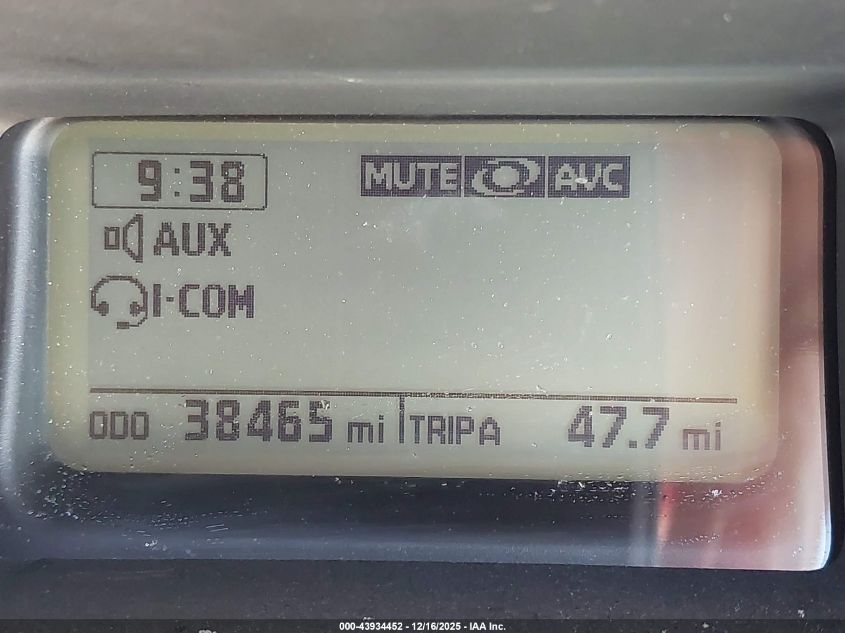 9:38 MUTE AVC
AUX
I-COM
ODO 38465 mi TRIP A 47.7 mi
000-43934452 - 12/16/2025 - IAA Inc.